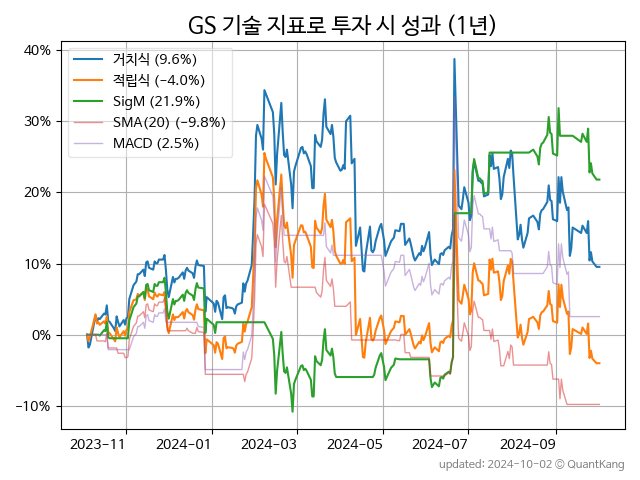 GS 기술 지표로 투자 시 성과 (1년)
거치식 (9.6%)
적립식 (−4.0%)
SigM (21.9%)
SMA(20) (−9.8%)
MACD (2.5%)
40%
30%
20%
10%
0%
−10%
2023-11 2024-01 2024-03 2024-05 2024-07 2024-09
updated: 2024-10-02 © QuantKang